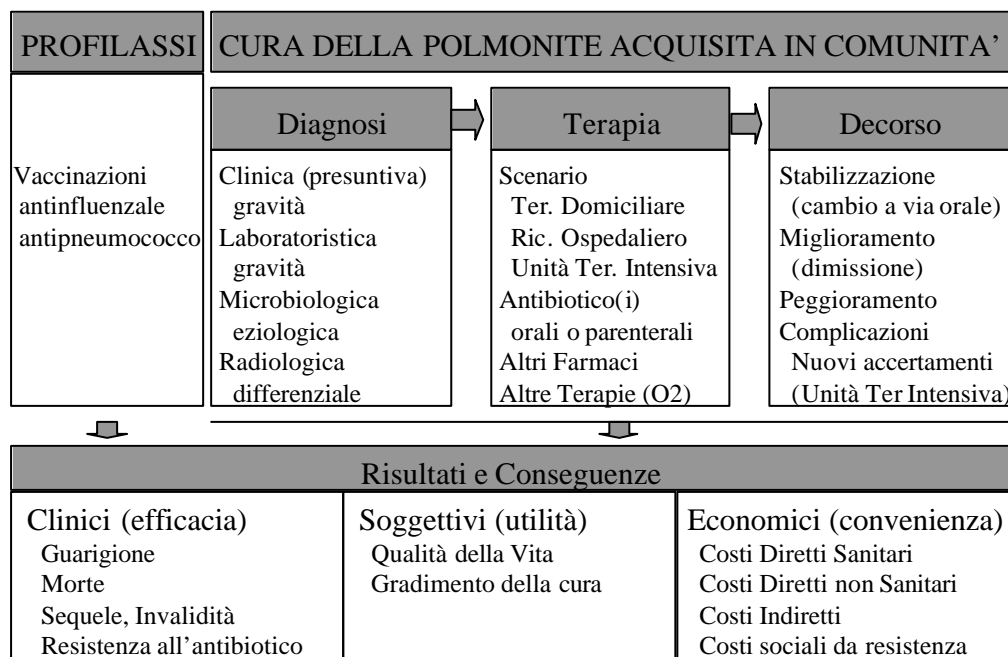 PROFILASSI
CURA DELLA POLMONITE ACQUISITA IN COMUNITA’
Vaccinazioni
antinfluenzale
antipneumococco
Diagnosi
Clinica (presuntiva)
gravità
Laboratoristica
gravità
Microbiologica
eziologica
Radiologica
differenziale
Terapia
Scenario
Ter. Domiciliare
Ric. Ospedaliero
Unità Ter. Intensiva
Antibiotico(i)
orali o parenterali
Altri Farmaci
Altre Terapie (O2)
Decorso
Stabilizzazione
(cambio a via orale)
Miglioramento
(dimissione)
Peggioramento
Complicazioni
Nuovi accertamenti
(Unità Ter Intensiva)
Risultati e Conseguenze
Clinici (efficacia)
Guarigione
Morte
Sequele, Invalidità
Resistenza all’antibiotico
Soggettivi (utilità)
Qualità della Vita
Gradimento della cura
Economici (convenienza)
Costi Diretti Sanitari
Costi Diretti non Sanitari
Costi Indiretti
Costi sociali da resistenza